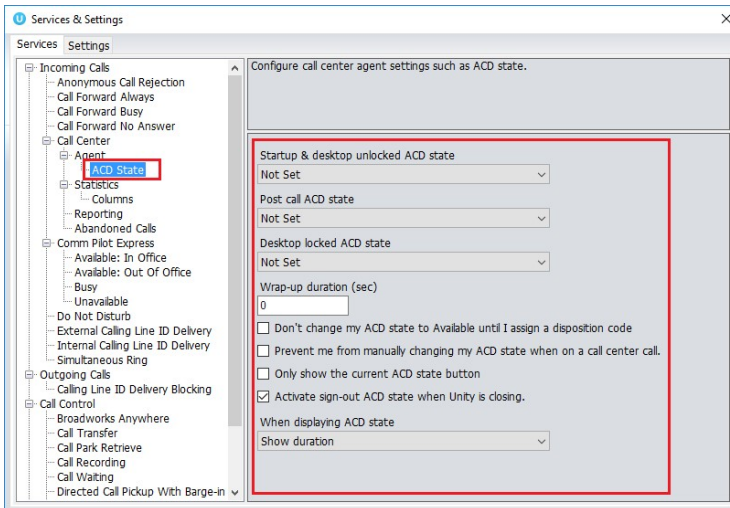 Services & Settings
Services Settings
Incoming Calls
Anonymous Call Rejection
Call Forward Always
Call Forward Busy
Call Forward No Answer
Call Center
Agent
ACD State
Statistics
Columns
Reporting
Abandoned Calls
Comm Pilot Express
Available: In Office
Available: Out Of Office
Busy
Unavailable
Do Not Disturb
External Calling Line ID Delivery
Internal Calling Line ID Delivery
Simultaneous Ring
Outgoing Calls
Calling Line ID Delivery Blocking
Call Control
Broadworks Anywhere
Call Transfer
Call Park Retrieve
Call Recording
Call Waiting
Directed Call Pickup With Barge-in
Configure call center agent settings such as ACD state.
Startup & desktop unlocked ACD state
Not Set
Post call ACD state
Not Set
Desktop locked ACD state
Not Set
Wrap-up duration (sec)
0
Don't change my ACD state to Available until I assign a disposition code
Prevent me from manually changing my ACD state when on a call center call.
Only show the current ACD state button
Activate sign-out ACD state when Unity is closing.
When displaying ACD state
Show duration